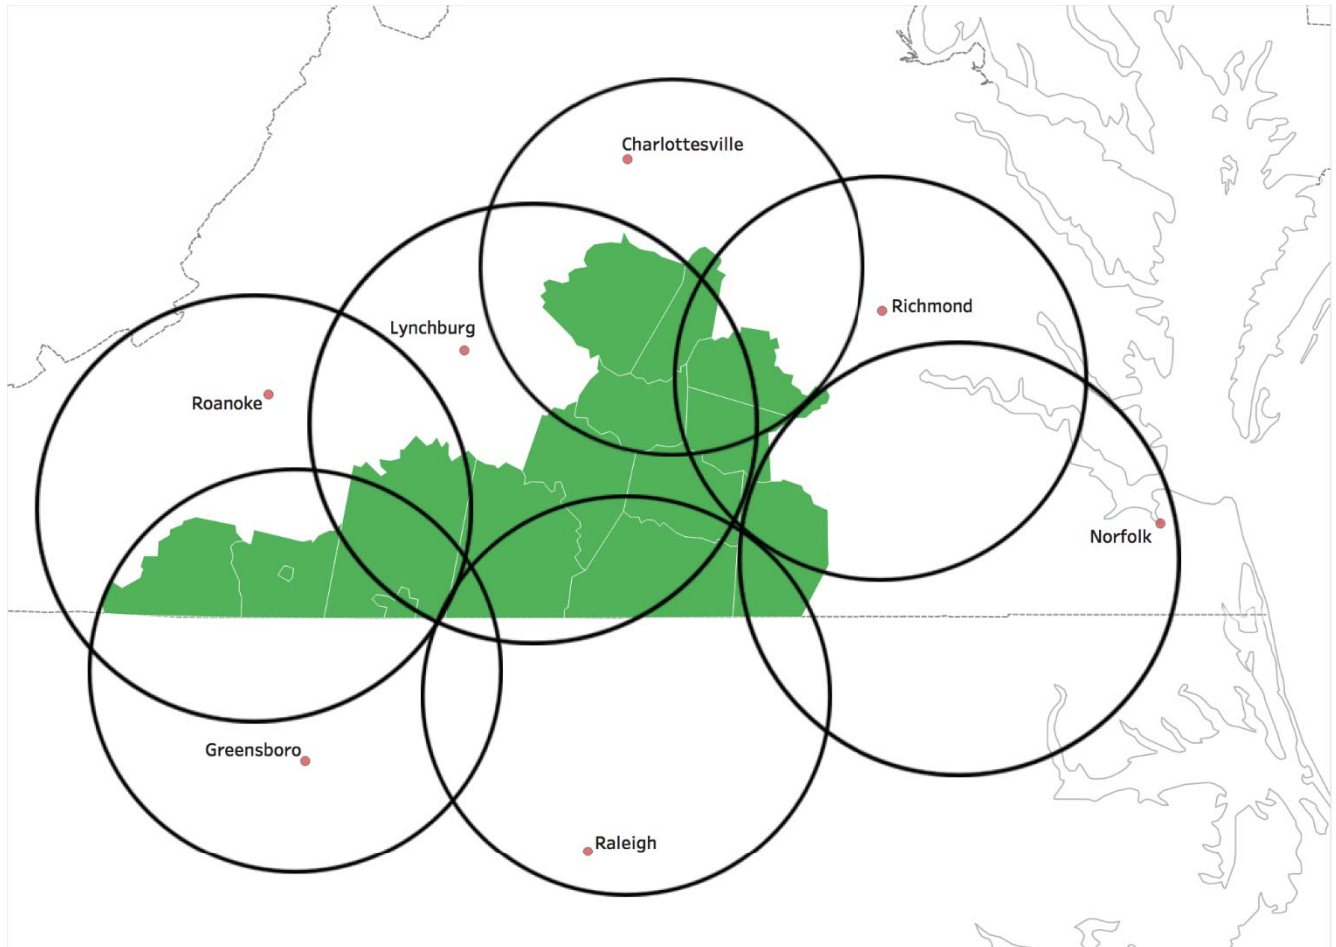 Charlottesville
Richmond
Lynchburg
Roanoke
Norfolk
Greensboro
Raleigh